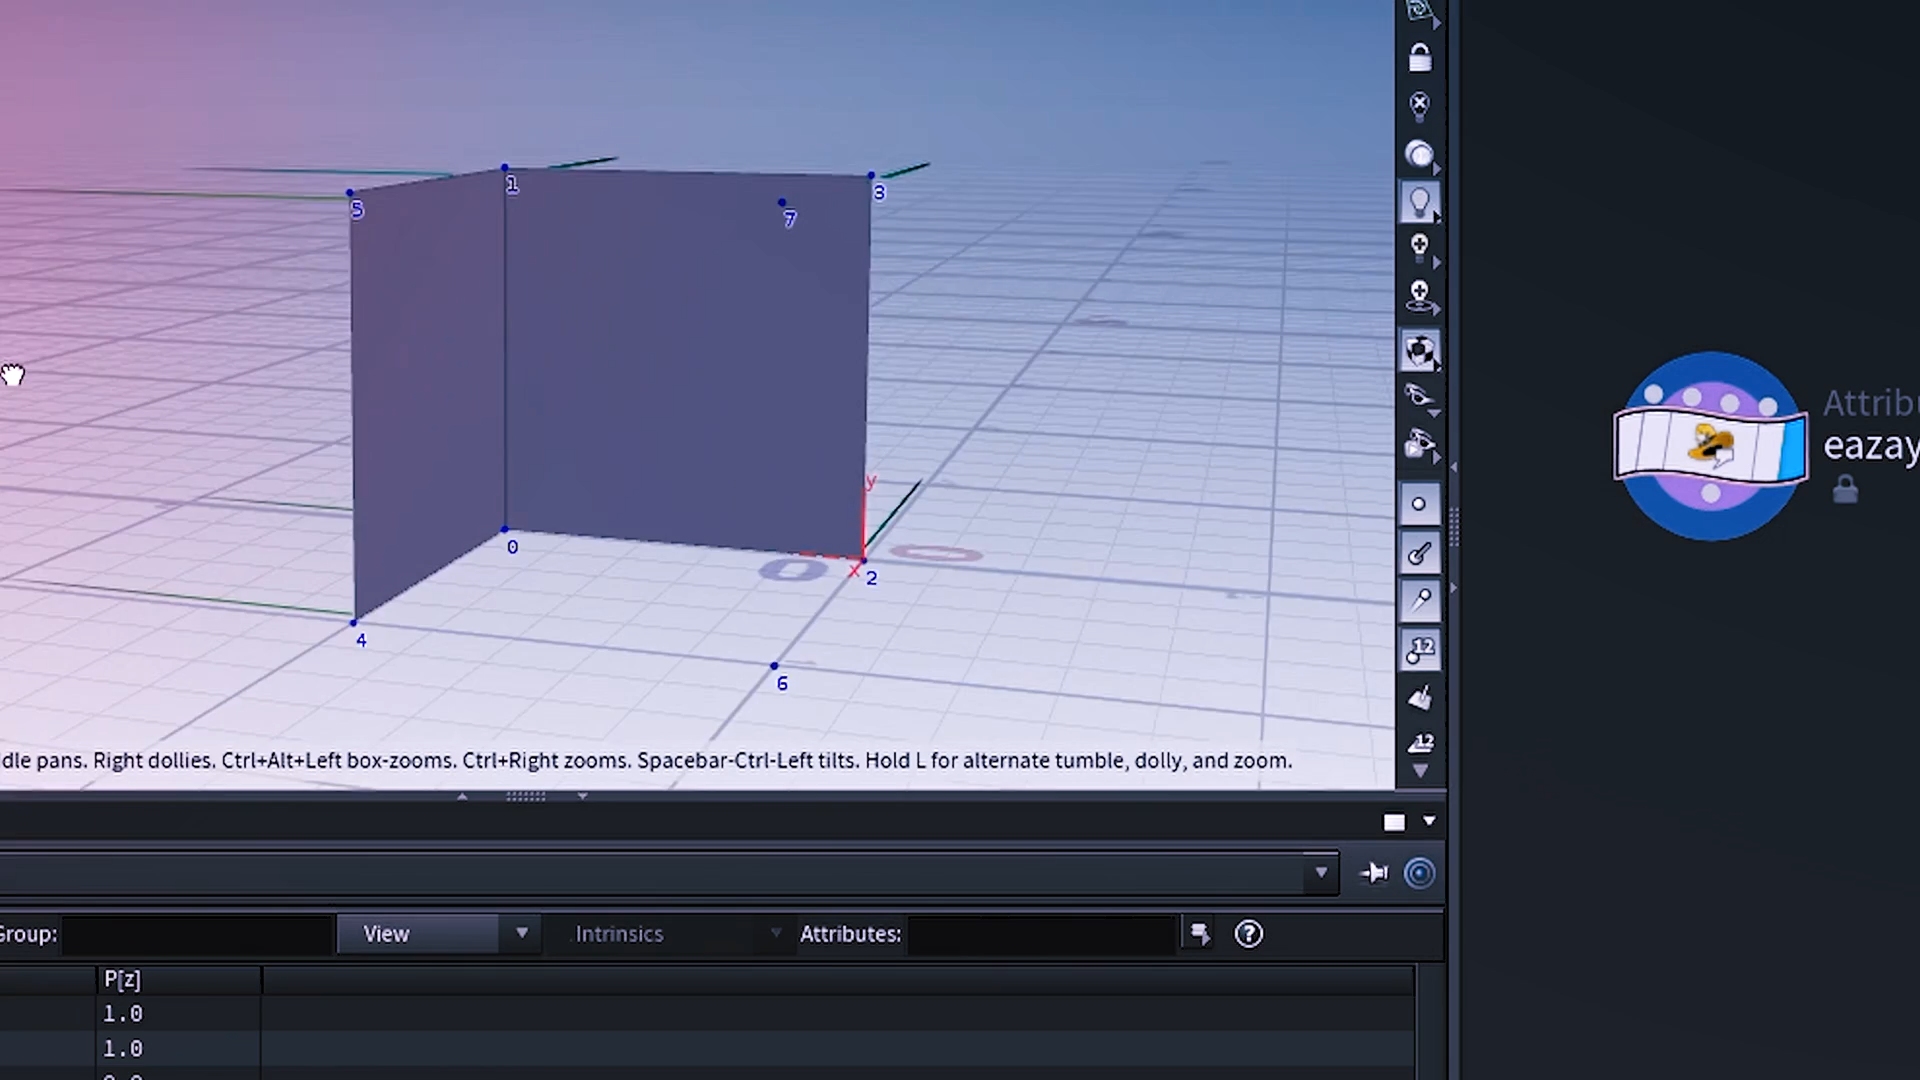 1
3
5
7
y
0
x
2
4
6
dle pans. Right dollies. Ctrl+Alt+Left box-zooms. Ctrl+Right zooms. Spacebar-Ctrl-Left tilts. Hold L for alternate tumble, dolly, and zoom.
12
12
Attribu
eazay
Group:
View
Intrinsics
Attributes:
P[z]
1.0
1.0